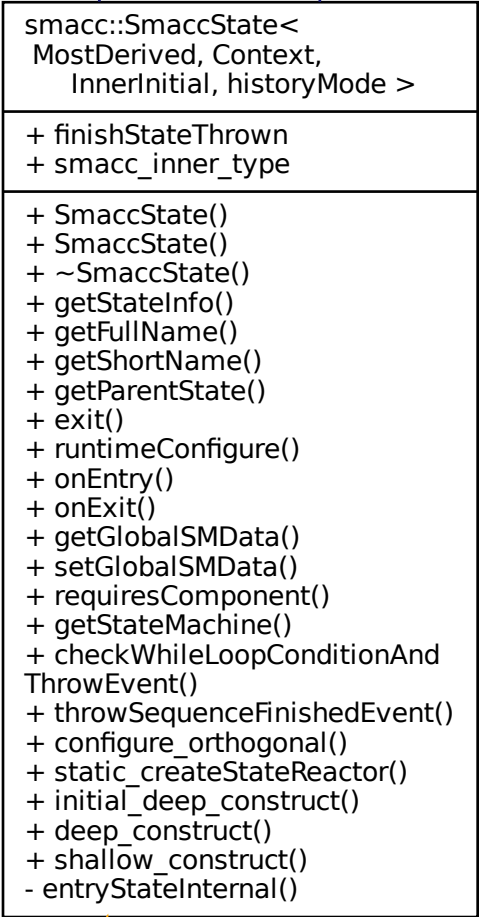 smacc::SmaccState<
MostDerived, Context,
InnerInitial, historyMode >
+ finishStateThrown
+ smacc_inner_type
+ SmaccState()
+ SmaccState()
+ ~SmaccState()
+ getStateInfo()
+ getFullName()
+ getShortName()
+ getParentState()
+ exit()
+ runtimeConfigure()
+ onEntry()
+ onExit()
+ getGlobalSMData()
+ setGlobalSMData()
+ requiresComponent()
+ getStateMachine()
+ checkWhileLoopConditionAnd
ThrowEvent()
+ throwSequenceFinishedEvent()
+ configure_orthogonal()
+ static_createStateReactor()
+ initial_deep_construct()
+ deep_construct()
+ shallow_construct()
- entryStateInternal()